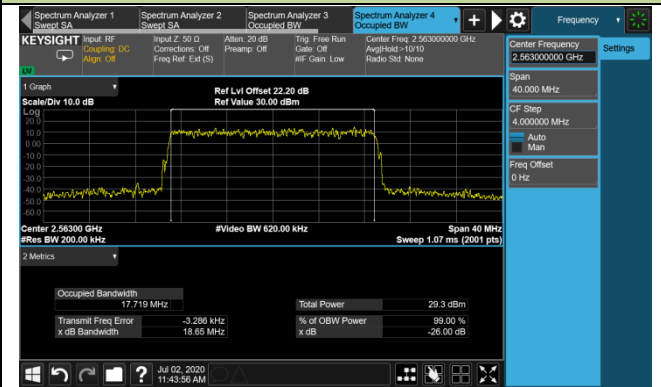 Spectrum Analyzer 1
Swept SA
Spectrum Analyzer 2
Swept SA
Spectrum Analyzer 3
Occupied BW
Spectrum Analyzer 4
Occupied BW
Frequency
KEYSIGHT
Input: RF
Coupling: DC
Align: Off
Input Z: 50 Ω
Corrections: Off
Freq Ref: Ext (S)
Atten: 20 dB
Preamp: Off
Trig: Free Run
Gate: Off
#IF Gain: Low
Center Freq: 2.563000000 GHz
Avg|Hold:>10/10
Radio Std: None
Center Frequency
2.563000000 GHz
Settings
Span
40.000 MHz
CF Step
4.000000 MHz
Auto
Man
Freq Offset
0 Hz
1 Graph
Scale/Div 10.0 dB
Ref Lvl Offset 22.20 dB
Ref Value 30.00 dBm
Log
20.0
10.0
0.00
-10.0
-20.0
-30.0
-40.0
-50.0
-60.0
Center 2.56300 GHz
#Res BW 200.00 kHz
#Video BW 620.00 kHz
Span 40 MHz
Sweep 1.07 ms (2001 pts)
2 Metrics
Occupied Bandwidth
17.719 MHz
Total Power 29.3 dBm
Transmit Freq Error -3.286 kHz
% of OBW Power 99.00 %
x dB Bandwidth 18.65 MHz
x dB -26.00 dB
Jul 02, 2020
11:43:56 AM